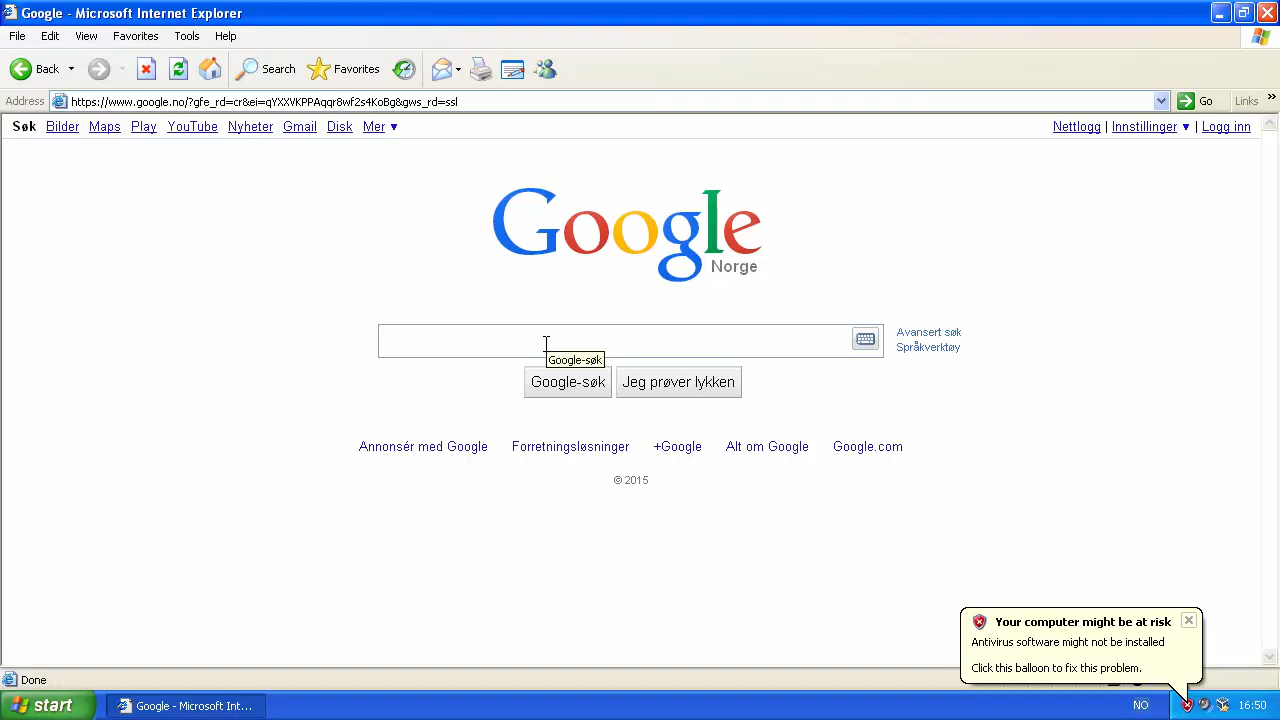 Google - Microsoft Internet Explorer
File Edit View Favorites Tools Help
Back Search Favorites
Address https://www.google.no/?gfe_rd=cr&ei=qYXXVKPPAqqr8wf2s4KoBg&gws_rd=ssl Go Links »
Søk Bilder Maps Play YouTube Nyheter Gmail Disk Mer ▼ Nettlogg | Innstillinger ▼ | Logg inn
Google
Norge
Avansert søk
Språkverktøy
Google-søk
Google-søk Jeg prøver lykken
Annonsér med Google Forretningsløsninger +Google Alt om Google Google.com
© 2015
Your computer might be at risk
Antivirus software might not be installed
Click this balloon to fix this problem.
Done
start Google - Microsoft Int... NO 16:50